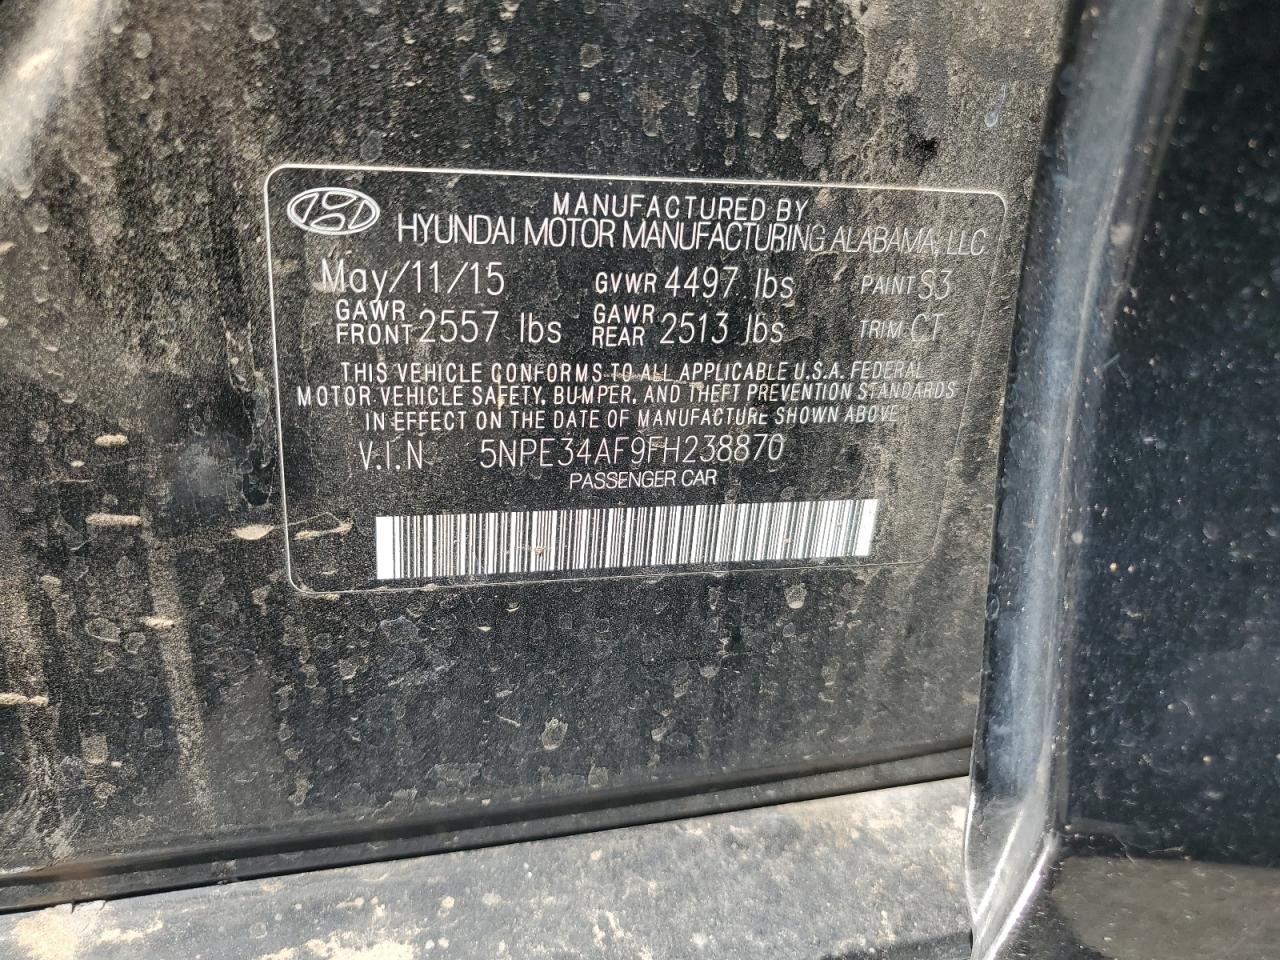 MANUFACTURED BY
HYUNDAI MOTOR MANUFACTURING ALABAMA, LLC
May/11/15 GVWR 4497 lbs PAINT S3
GAWR FRONT 2557 lbs GAWR REAR 2513 lbs TRIM CT
THIS VEHICLE CONFORMS TO ALL APPLICABLE U.S.A. FEDERAL
MOTOR VEHICLE SAFETY, BUMPER, AND THEFT PREVENTION STANDARDS
IN EFFECT ON THE DATE OF MANUFACTURE SHOWN ABOVE
V.I.N 5NPE34AF9FH238870
PASSENGER CAR